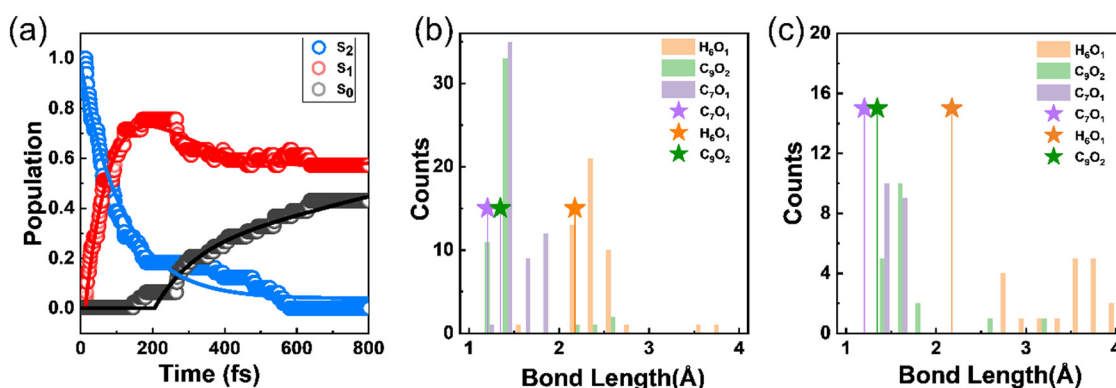 (a)
S₂
S₁
S₀
Population
1.0
0.8
0.6
0.4
0.2
0.0
0 200 400 600 800
Time (fs)
(b)
H₆O₁
C₉O₂
C₇O₁
C₇O₁
H₆O₁
C₉O₂
Counts
30
20
10
0
1 2 3 4
Bond Length(Å)
(c)
H₆O₁
C₉O₂
C₇O₁
C₇O₁
H₆O₁
C₉O₂
Counts
20
16
12
8
4
0
1 2 3 4
Bond Length(Å)